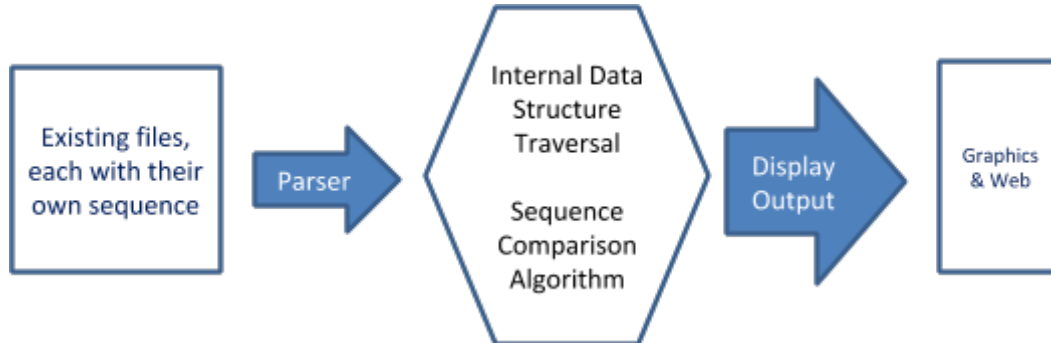 Existing files,
each with their
own sequence
Parser
Internal Data
Structure
Traversal
Sequence
Comparison
Algorithm
Display
Output
Graphics
& Web